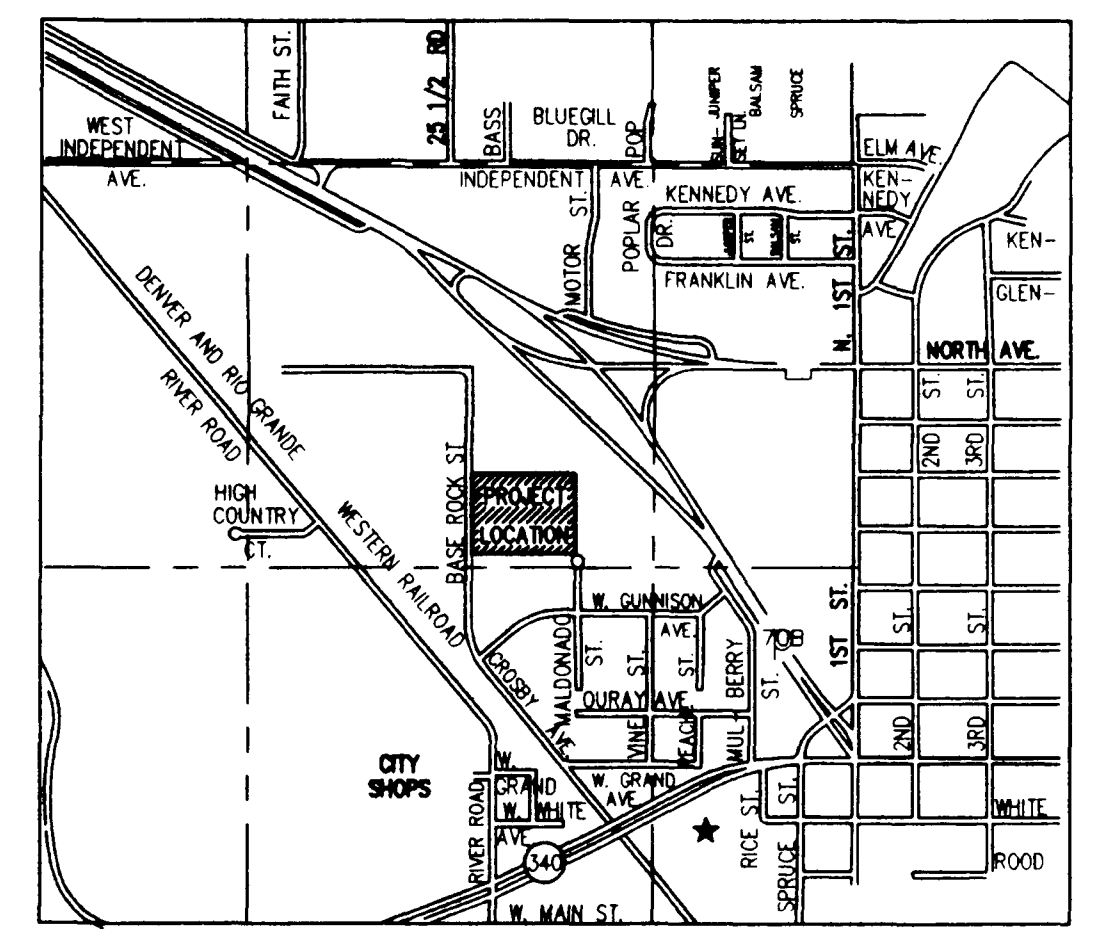 FAITH ST.
25 1/2 RD
BASS
BLUEGILL
DR.
POP
JUNIPER
BALSAM
SPRUCE
SUN-
SET LN.
WEST
INDEPENDENT
AVE.
INDEPENDENT AVE.
ELM AVE.
KEN-
NEDY
AVE
KENNEDY AVE.
MOTOR ST.
POPLAR
DR.
ST.
ST.
FRANKLIN AVE.
N. 1ST ST.
KEN-
GLEN-
NORTH AVE.
DENVER AND RIO GRANDE
WESTERN RAILROAD
RIVER ROAD
2ND ST.
3RD ST.
BASE ROCK ST
PROJECT
LOCATION
HIGH
COUNTRY
CT.
W. GUNNISON
AVE.
MALDONADO
ST.
ST.
ST.
CROSBY AVE.
OURAY AVE.
VINE
PEACH
MUL-BERRY
ST.
70B
1ST ST.
2ND ST.
3RD ST.
CITY
SHOPS
W.
GRAND
W. WHITE
AVE.
W. GRAND
AVE.
RIVER ROAD
340
RICE ST.
SPRUCE ST.
WHITE
ROOD
W. MAIN ST.